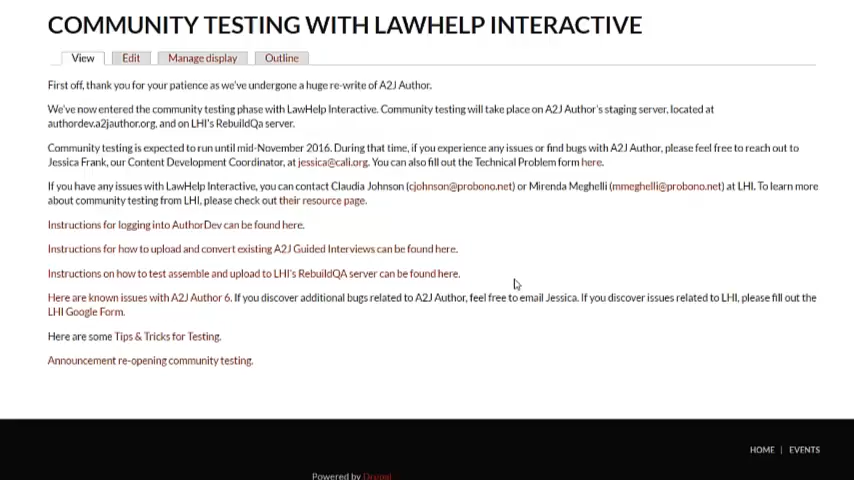 COMMUNITY TESTING WITH LAWHELP INTERACTIVE
View Edit Manage display Outline
First off, thank you for your patience as we've undergone a huge re-write of A2J Author.
We've now entered the community testing phase with LawHelp Interactive. Community testing will take place on A2J Author's staging server, located at
authordev.a2jauthor.org, and on LHI's RebuildQa server.
Community testing is expected to run until mid-November 2016. During that time, if you experience any issues or find bugs with A2J Author, please feel free to reach out to
Jessica Frank, our Content Development Coordinator, at jessica@cali.org. You can also fill out the Technical Problem form here.
If you have any issues with LawHelp Interactive, you can contact Claudia Johnson (cjohnson@probono.net) or Mirenda Meghelli (mmeghelli@probono.net) at LHI. To learn more
about community testing from LHI, please check out their resource page.
Instructions for logging into AuthorDev can be found here.
Instructions for how to upload and convert existing A2J Guided Interviews can be found here.
Instructions on how to test assemble and upload to LHI's RebuildQA server can be found here.
Here are known issues with A2J Author 6. If you discover additional bugs related to A2J Author, feel free to email Jessica. If you discover issues related to LHI, please fill out the
LHI Google Form.
Here are some Tips & Tricks for Testing.
Announcement re-opening community testing.
HOME | EVENTS
Powered by Drupal